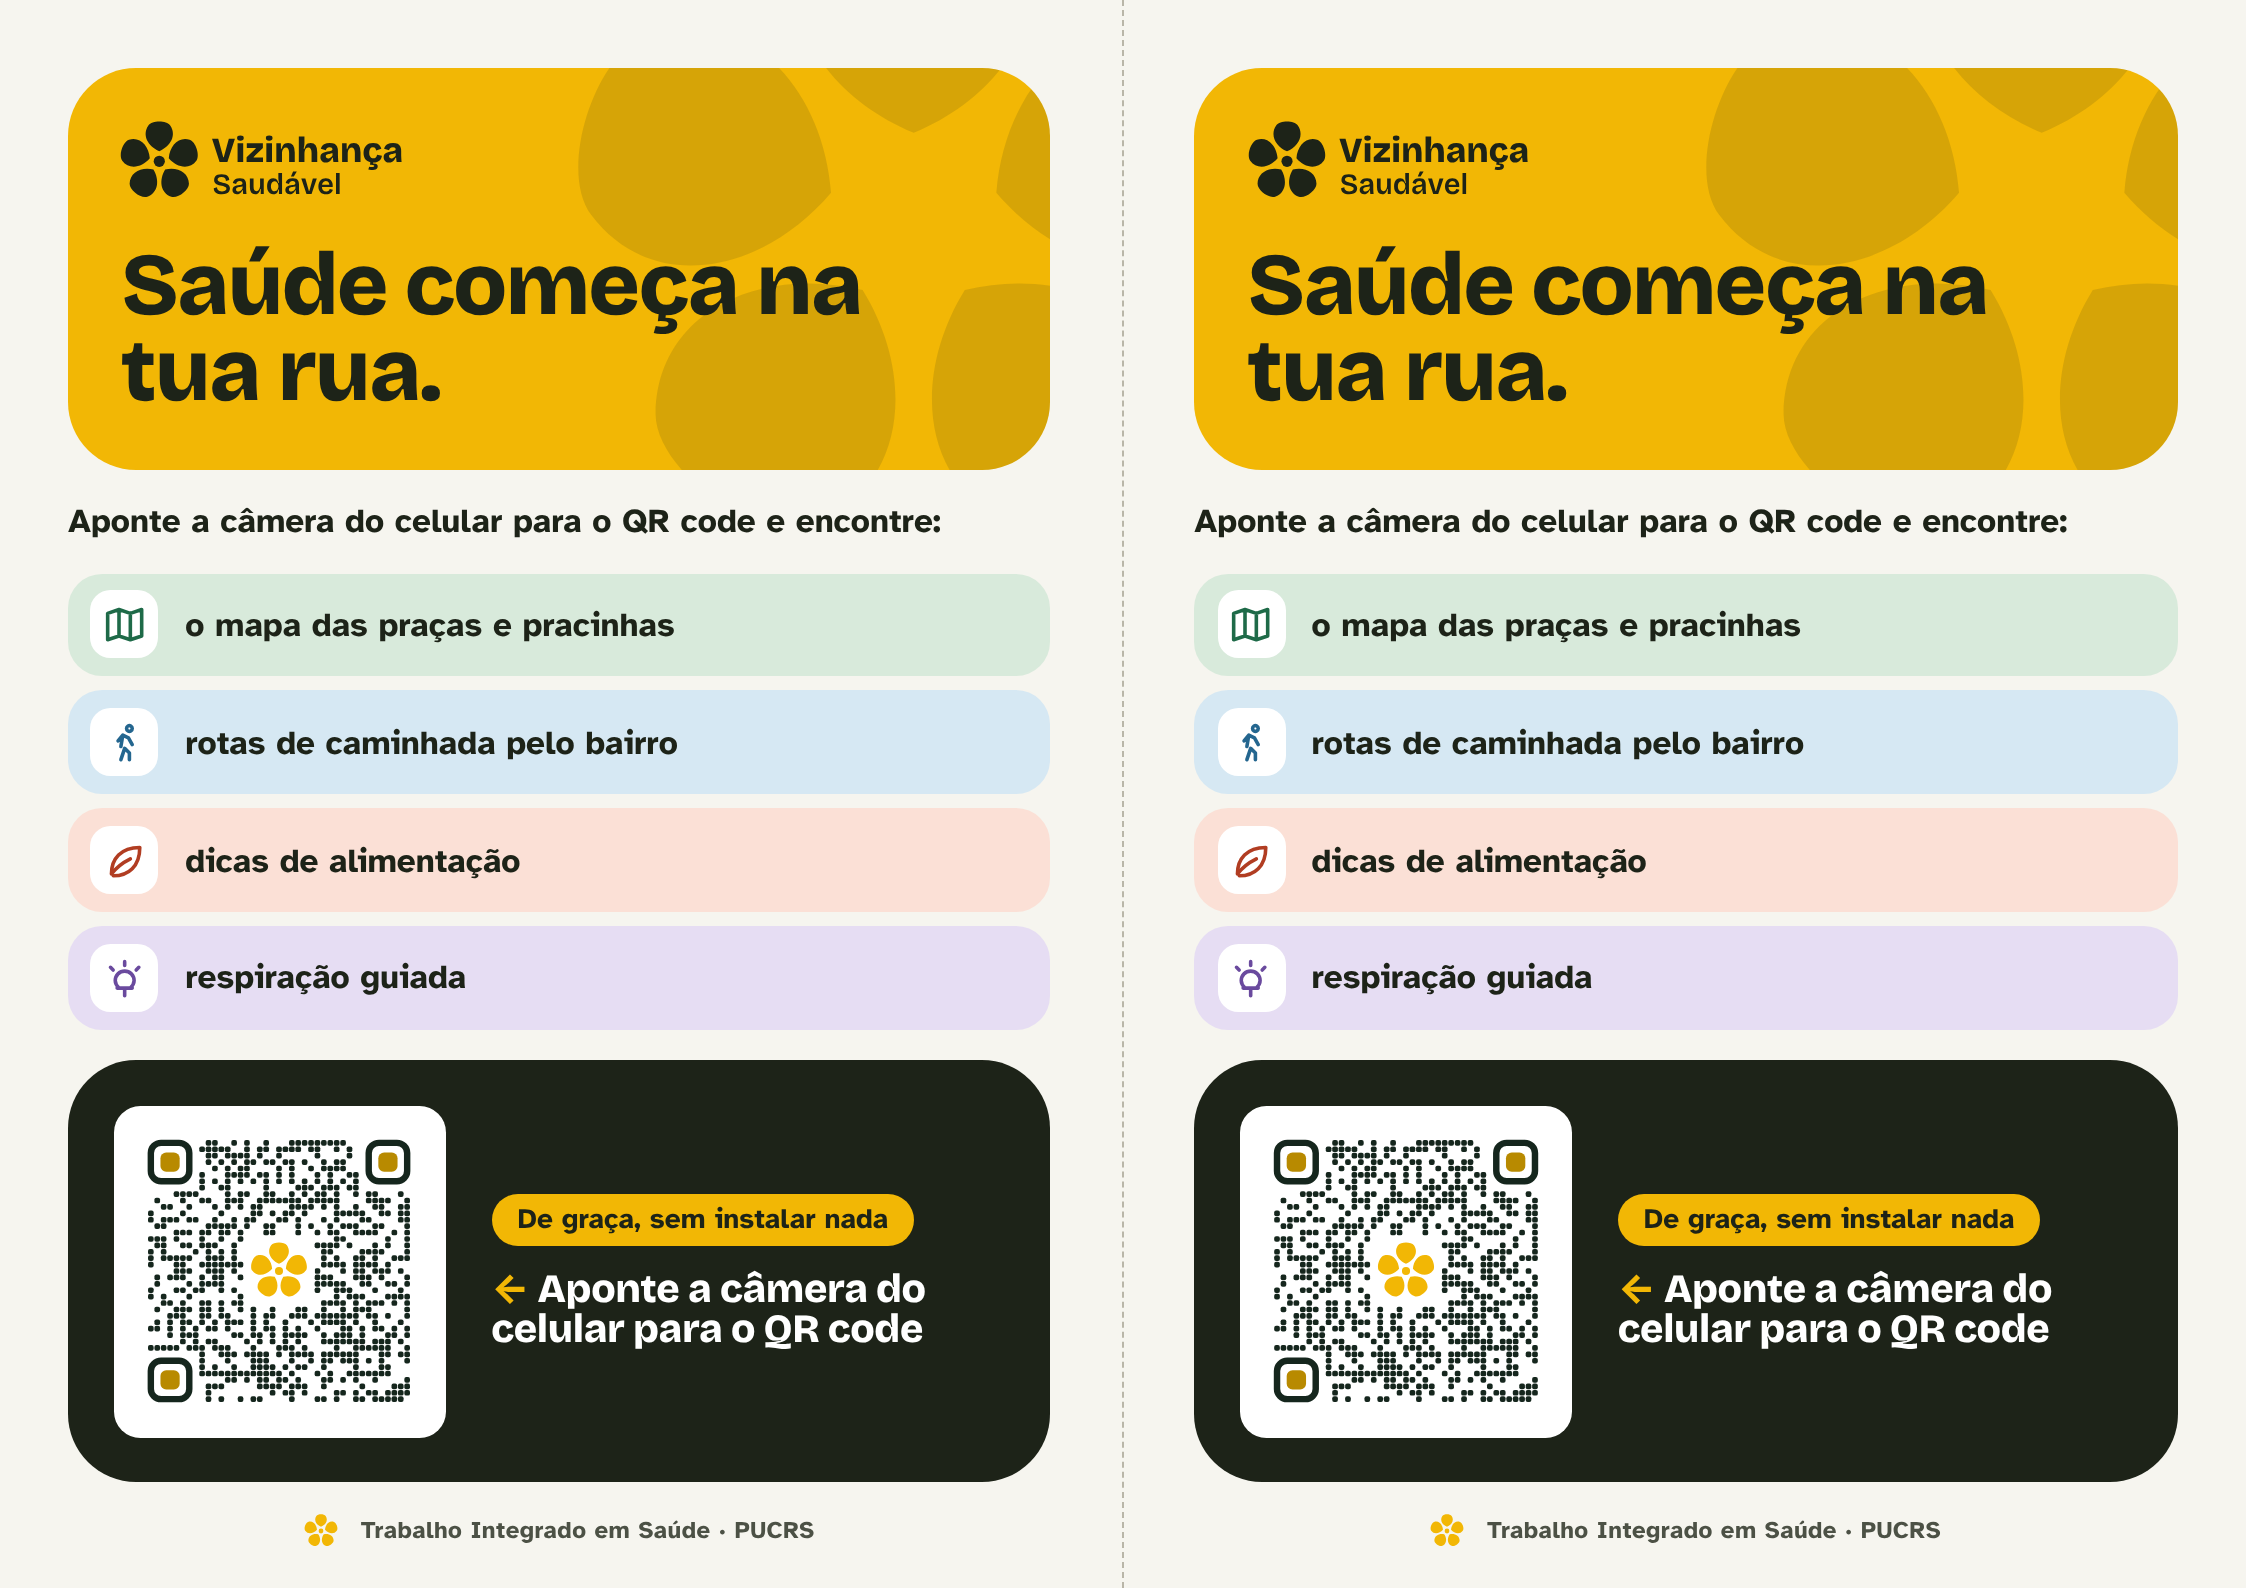 Vizinhança
Saudável
Saúde começa na
tua rua.
Aponte a câmera do celular para o QR code e encontre:
o mapa das praças e pracinhas
rotas de caminhada pelo bairro
dicas de alimentação
respiração guiada
De graça, sem instalar nada
← Aponte a câmera do
celular para o QR code
Trabalho Integrado em Saúde · PUCRS
Vizinhança
Saudável
Saúde começa na
tua rua.
Aponte a câmera do celular para o QR code e encontre:
o mapa das praças e pracinhas
rotas de caminhada pelo bairro
dicas de alimentação
respiração guiada
De graça, sem instalar nada
← Aponte a câmera do
celular para o QR code
Trabalho Integrado em Saúde · PUCRS